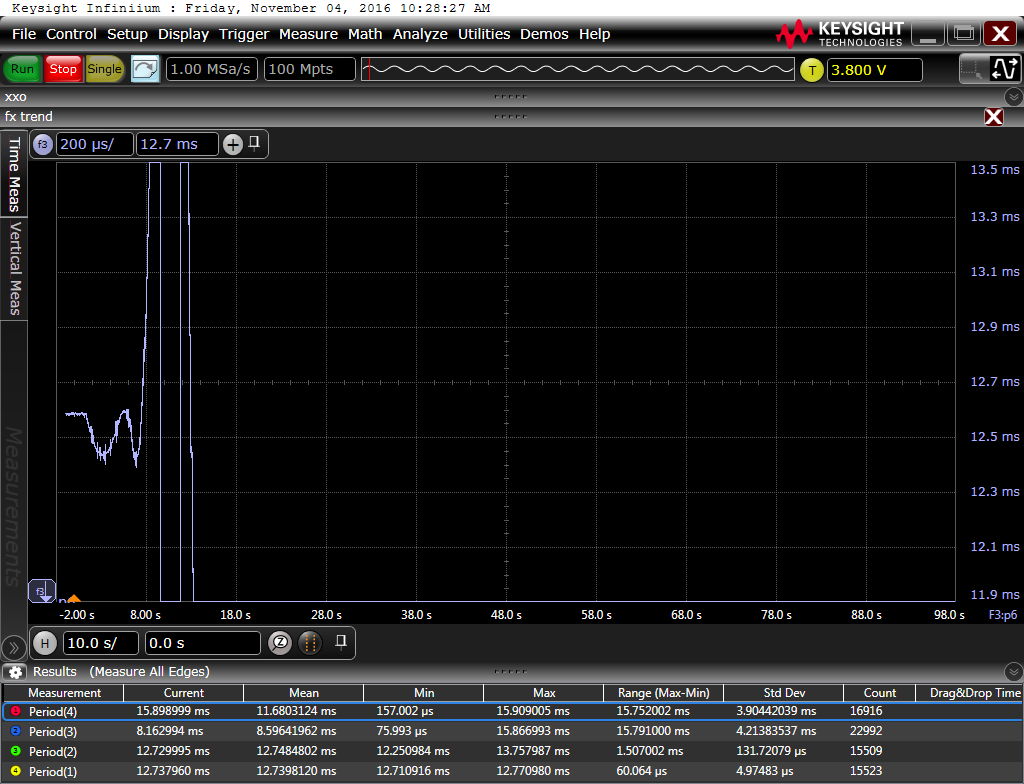 Keysight Infiniium : Friday, November 04, 2016 10:28:27 AM
File Control Setup Display Trigger Measure Math Analyze Utilities Demos Help
KEYSIGHT
TECHNOLOGIES
Run Stop Single 1.00 MSa/s 100 Mpts T 3.800 V
xxo
fx trend
Time Meas
Vertical Meas
Measurements
f3 200 µs/ 12.7 ms
13.5 ms
13.3 ms
13.1 ms
12.9 ms
12.7 ms
12.5 ms
12.3 ms
12.1 ms
11.9 ms
f3
-2.00 s 8.00 s 18.0 s 28.0 s 38.0 s 48.0 s 58.0 s 68.0 s 78.0 s 88.0 s 98.0 s F3:p6
H 10.0 s/ 0.0 s
Results (Measure All Edges)
Measurement Current Mean Min Max Range (Max-Min) Std Dev Count Drag&Drop Time
1 Period(4) 15.898999 ms 11.6803124 ms 157.002 µs 15.909005 ms 15.752002 ms 3.90442039 ms 16916
2 Period(3) 8.162994 ms 8.59641962 ms 75.993 µs 15.866993 ms 15.791000 ms 4.21383537 ms 22992
3 Period(2) 12.729995 ms 12.7484802 ms 12.250984 ms 13.757987 ms 1.507002 ms 131.72079 µs 15509
4 Period(1) 12.737960 ms 12.7398120 ms 12.710916 ms 12.770980 ms 60.064 µs 4.97483 µs 15523